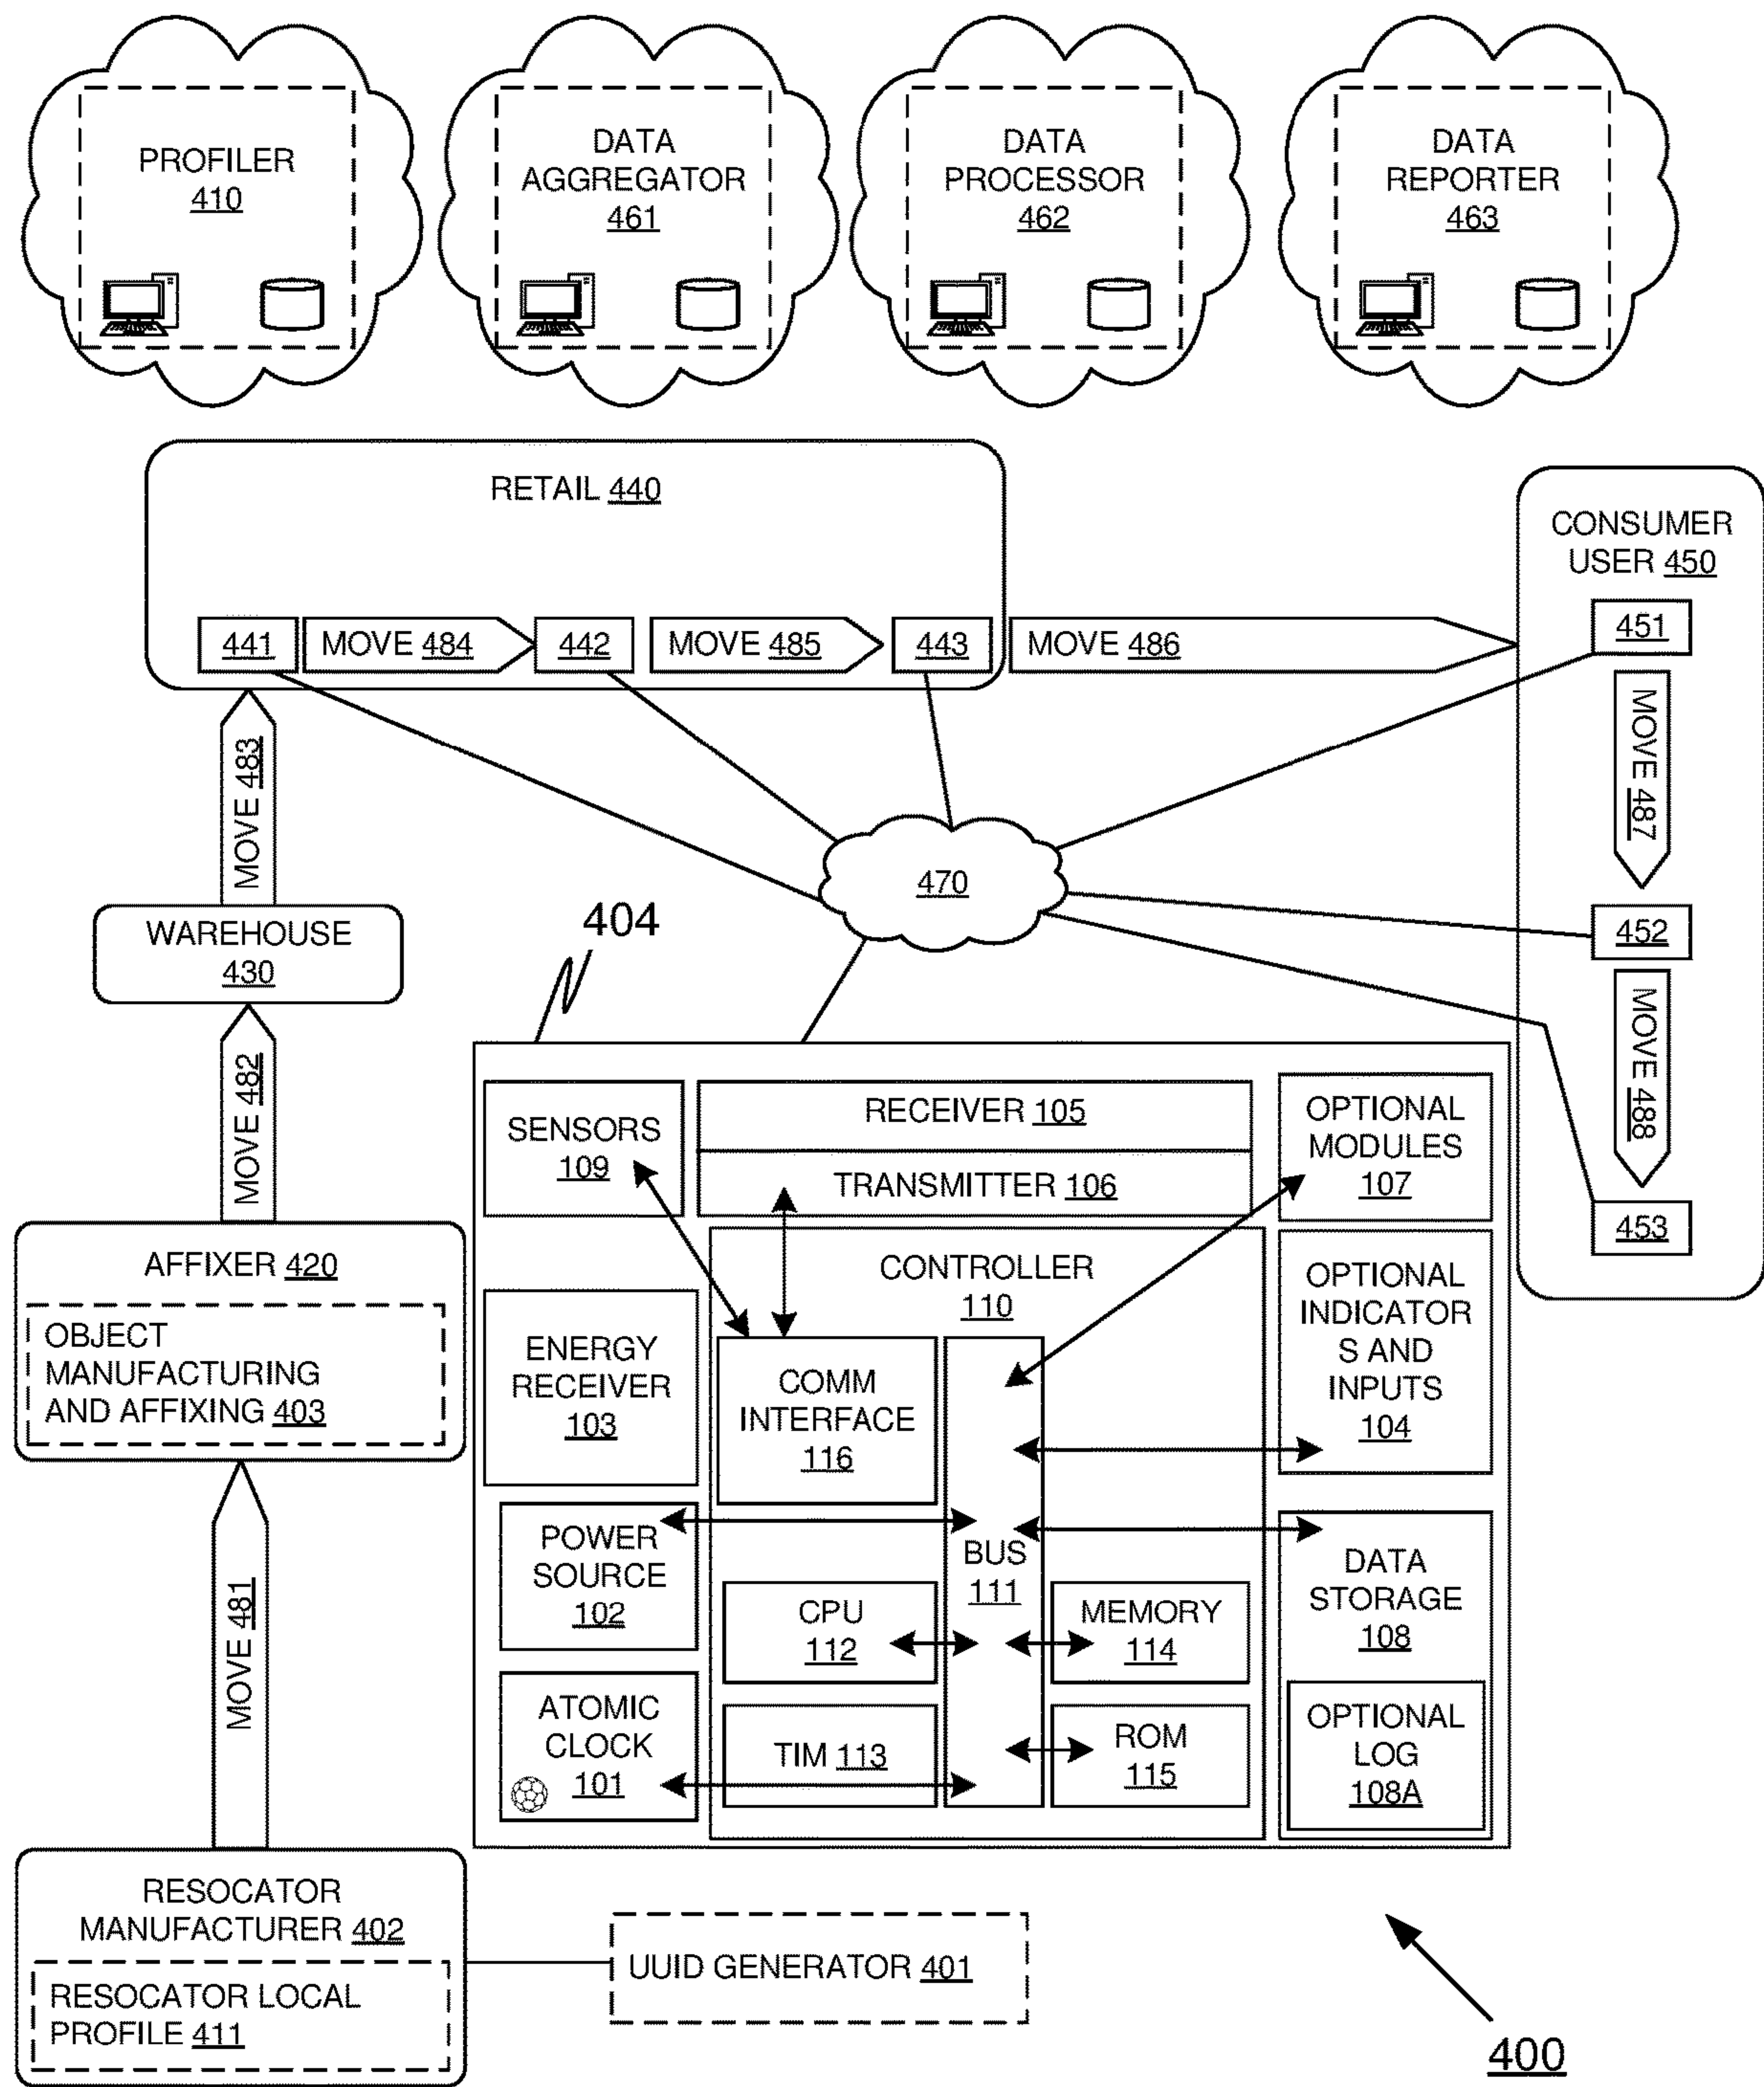 PROFILER
410
DATA
AGGREGATOR
461
DATA
PROCESSOR
462
DATA
REPORTER
463
RETAIL 440
441
MOVE 484
442
MOVE 485
443
MOVE 486
CONSUMER
USER 450
451
MOVE 487
452
MOVE 488
453
470
MOVE 483
WAREHOUSE
430
MOVE 482
AFFIXER 420
OBJECT
MANUFACTURING
AND AFFIXING 403
MOVE 481
RESOCATOR
MANUFACTURER 402
RESOCATOR LOCAL
PROFILE 411
UUID GENERATOR 401
404
SENSORS
109
RECEIVER 105
TRANSMITTER 106
OPTIONAL
MODULES
107
ENERGY
RECEIVER
103
CONTROLLER
110
COMM
INTERFACE
116
OPTIONAL
INDICATOR
S AND
INPUTS
104
POWER
SOURCE
102
BUS
111
CPU
112
MEMORY
114
DATA
STORAGE
108
ATOMIC
CLOCK
101
TIM 113
ROM
115
OPTIONAL
LOG
108A
400